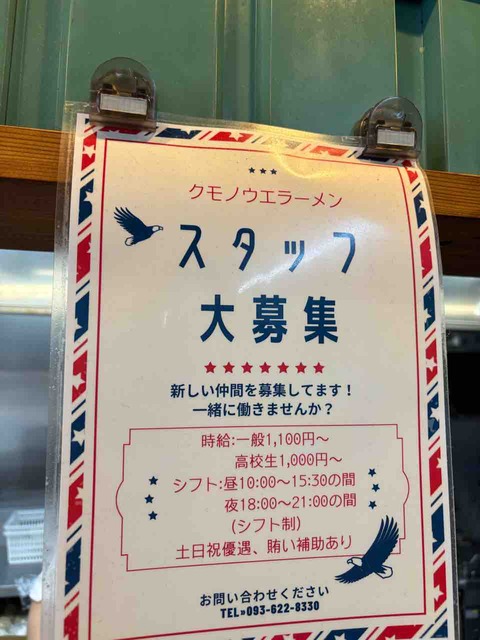 クモノウエラーメン
スタッフ
大募集
新しい仲間を募集してます!
一緒に働きませんか?
時給:一般1,100円〜
高校生1,000円〜
シフト:昼10:00〜15:30の間
夜18:00〜21:00の間
(シフト制)
土日祝優遇、賄い補助あり
お問い合わせください
TEL»093-622-8330